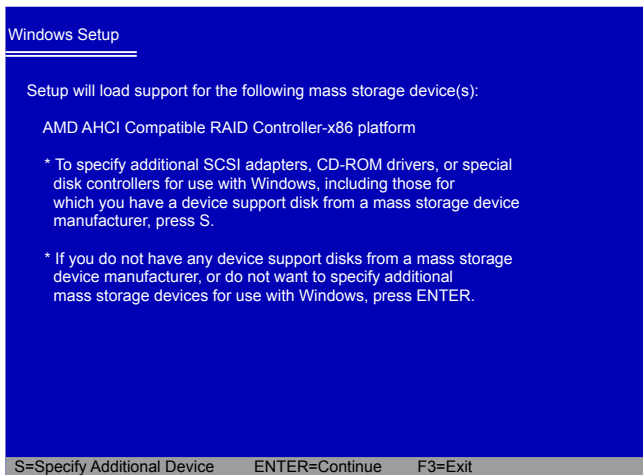 Windows Setup
Setup will load support for the following mass storage device(s):
AMD AHCI Compatible RAID Controller-x86 platform
* To specify additional SCSI adapters, CD-ROM drivers, or special
disk controllers for use with Windows, including those for
which you have a device support disk from a mass storage device
manufacturer, press S.
* If you do not have any device support disks from a mass storage
device manufacturer, or do not want to specify additional
mass storage devices for use with Windows, press ENTER.
S=Specify Additional Device ENTER=Continue F3=Exit